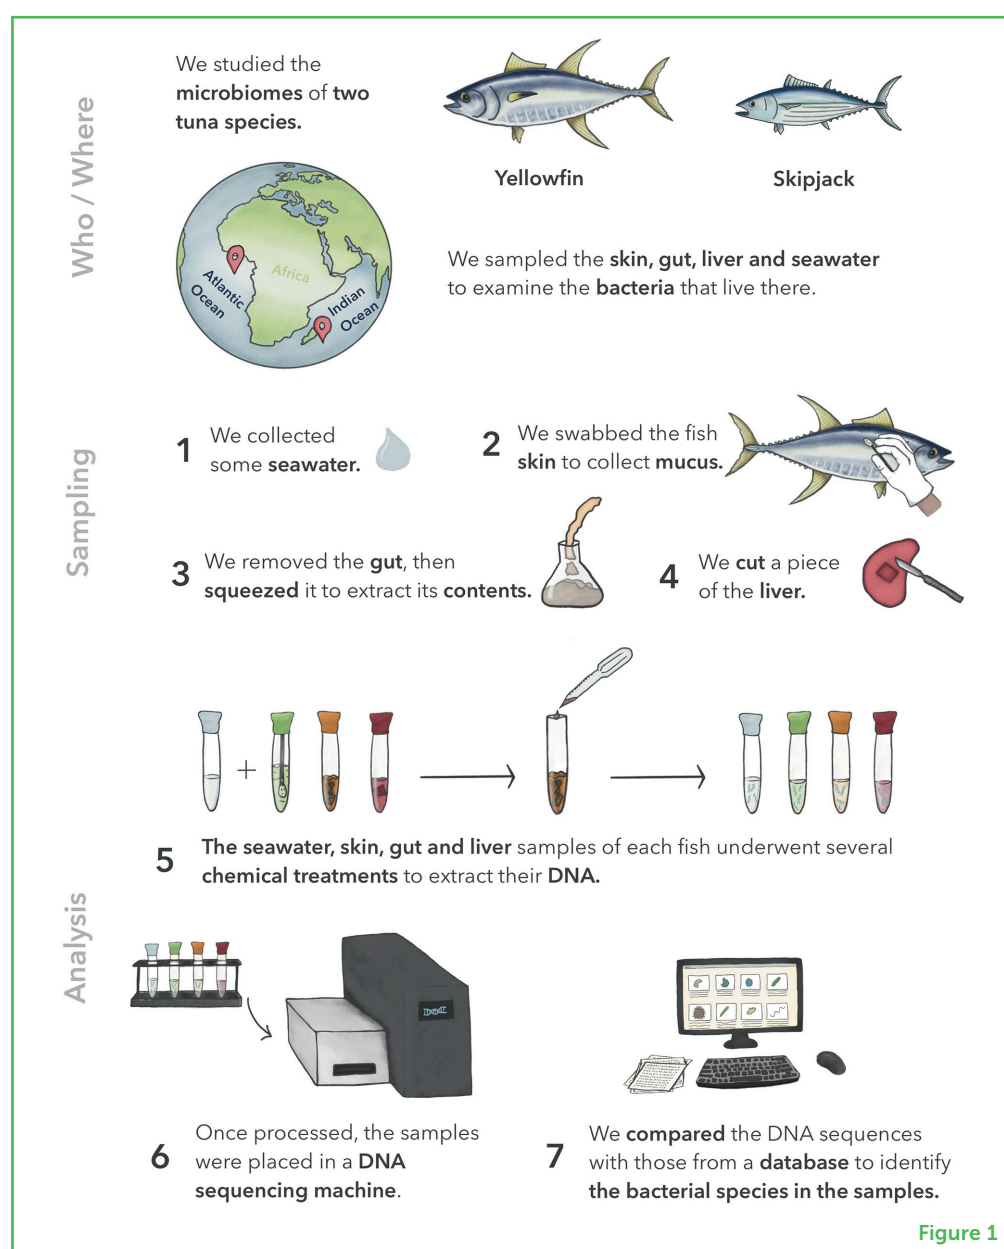 Who / Where
We studied the
microbiomes of two
tuna species.
Yellowfin
Skipjack
Atlantic
Ocean
Africa
Indian
Ocean
We sampled the skin, gut, liver and seawater
to examine the bacteria that live there.
Sampling
1
We collected
some seawater.
2
We swabbed the fish
skin to collect mucus.
3
We removed the gut, then
squeezed it to extract its contents.
4
We cut a piece
of the liver.
Analysis
+
5
The seawater, skin, gut and liver samples of each fish underwent several
chemical treatments to extract their DNA.
6
Once processed, the samples
were placed in a DNA
sequencing machine.
7
We compared the DNA sequences
with those from a database to identify
the bacterial species in the samples.
Figure 1